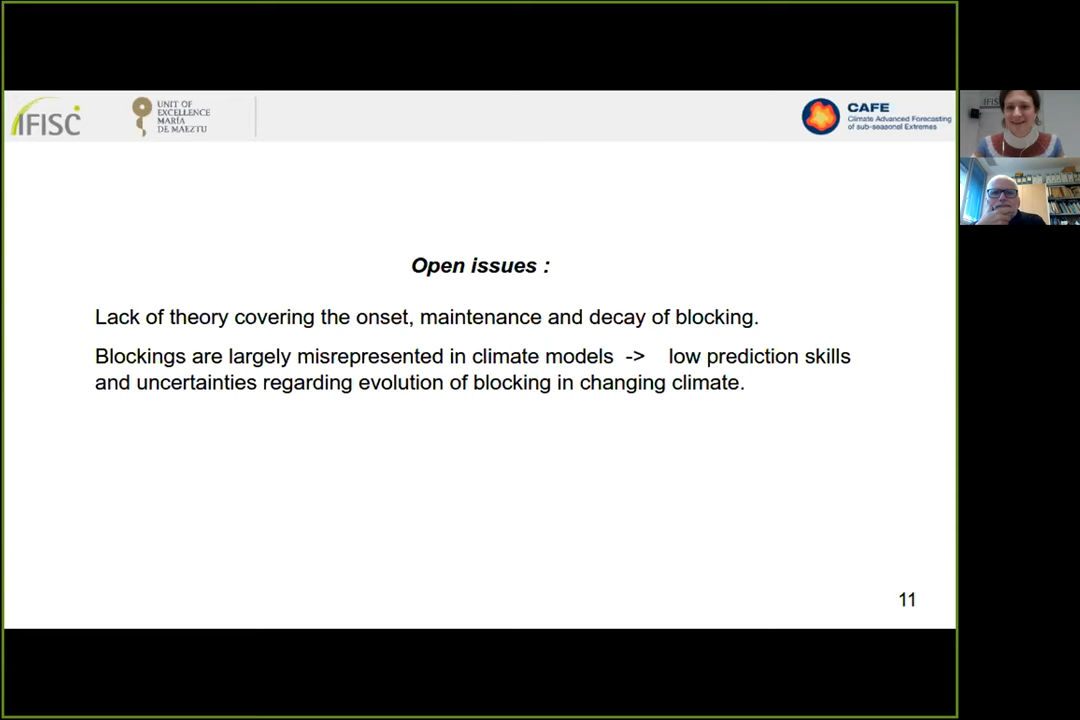 IFISC
UNIT OF
EXCELLENCE
MARÍA
DE MAEZTU
CAFE
Climate Advanced Forecasting
of sub-seasonal Extremes
IFIS
Open issues :
Lack of theory covering the onset, maintenance and decay of blocking.
Blockings are largely misrepresented in climate models -> low prediction skills
and uncertainties regarding evolution of blocking in changing climate.
11